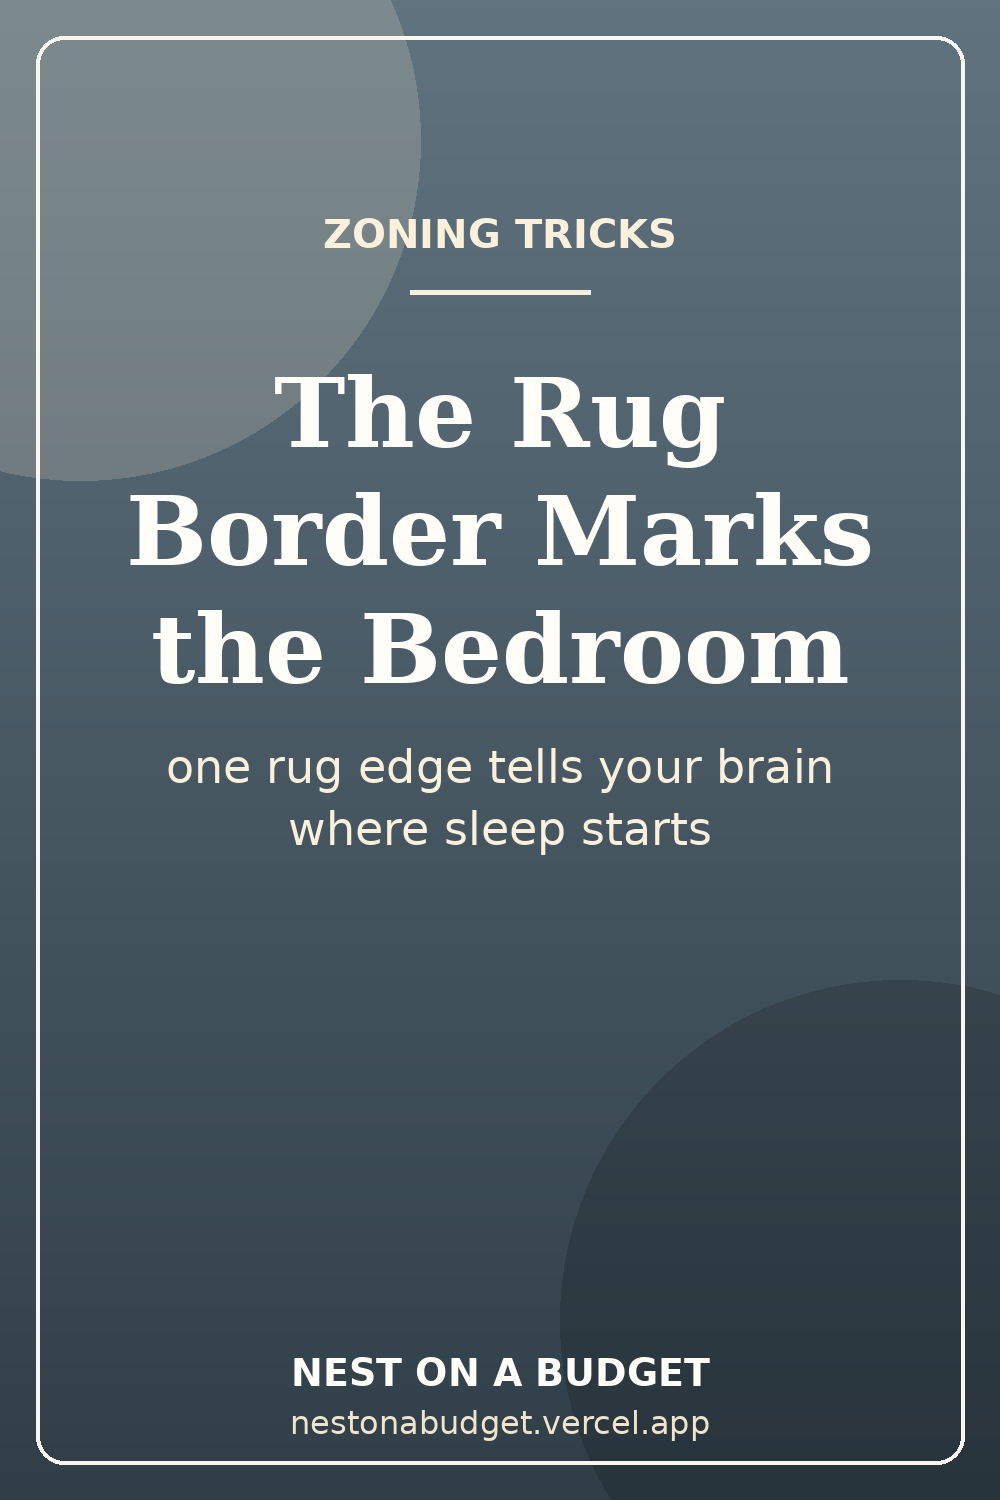 ZONING TRICKS
The Rug
Border Marks
the Bedroom
one rug edge tells your brain
where sleep starts
NEST ON A BUDGET
nestonabudget.vercel.app